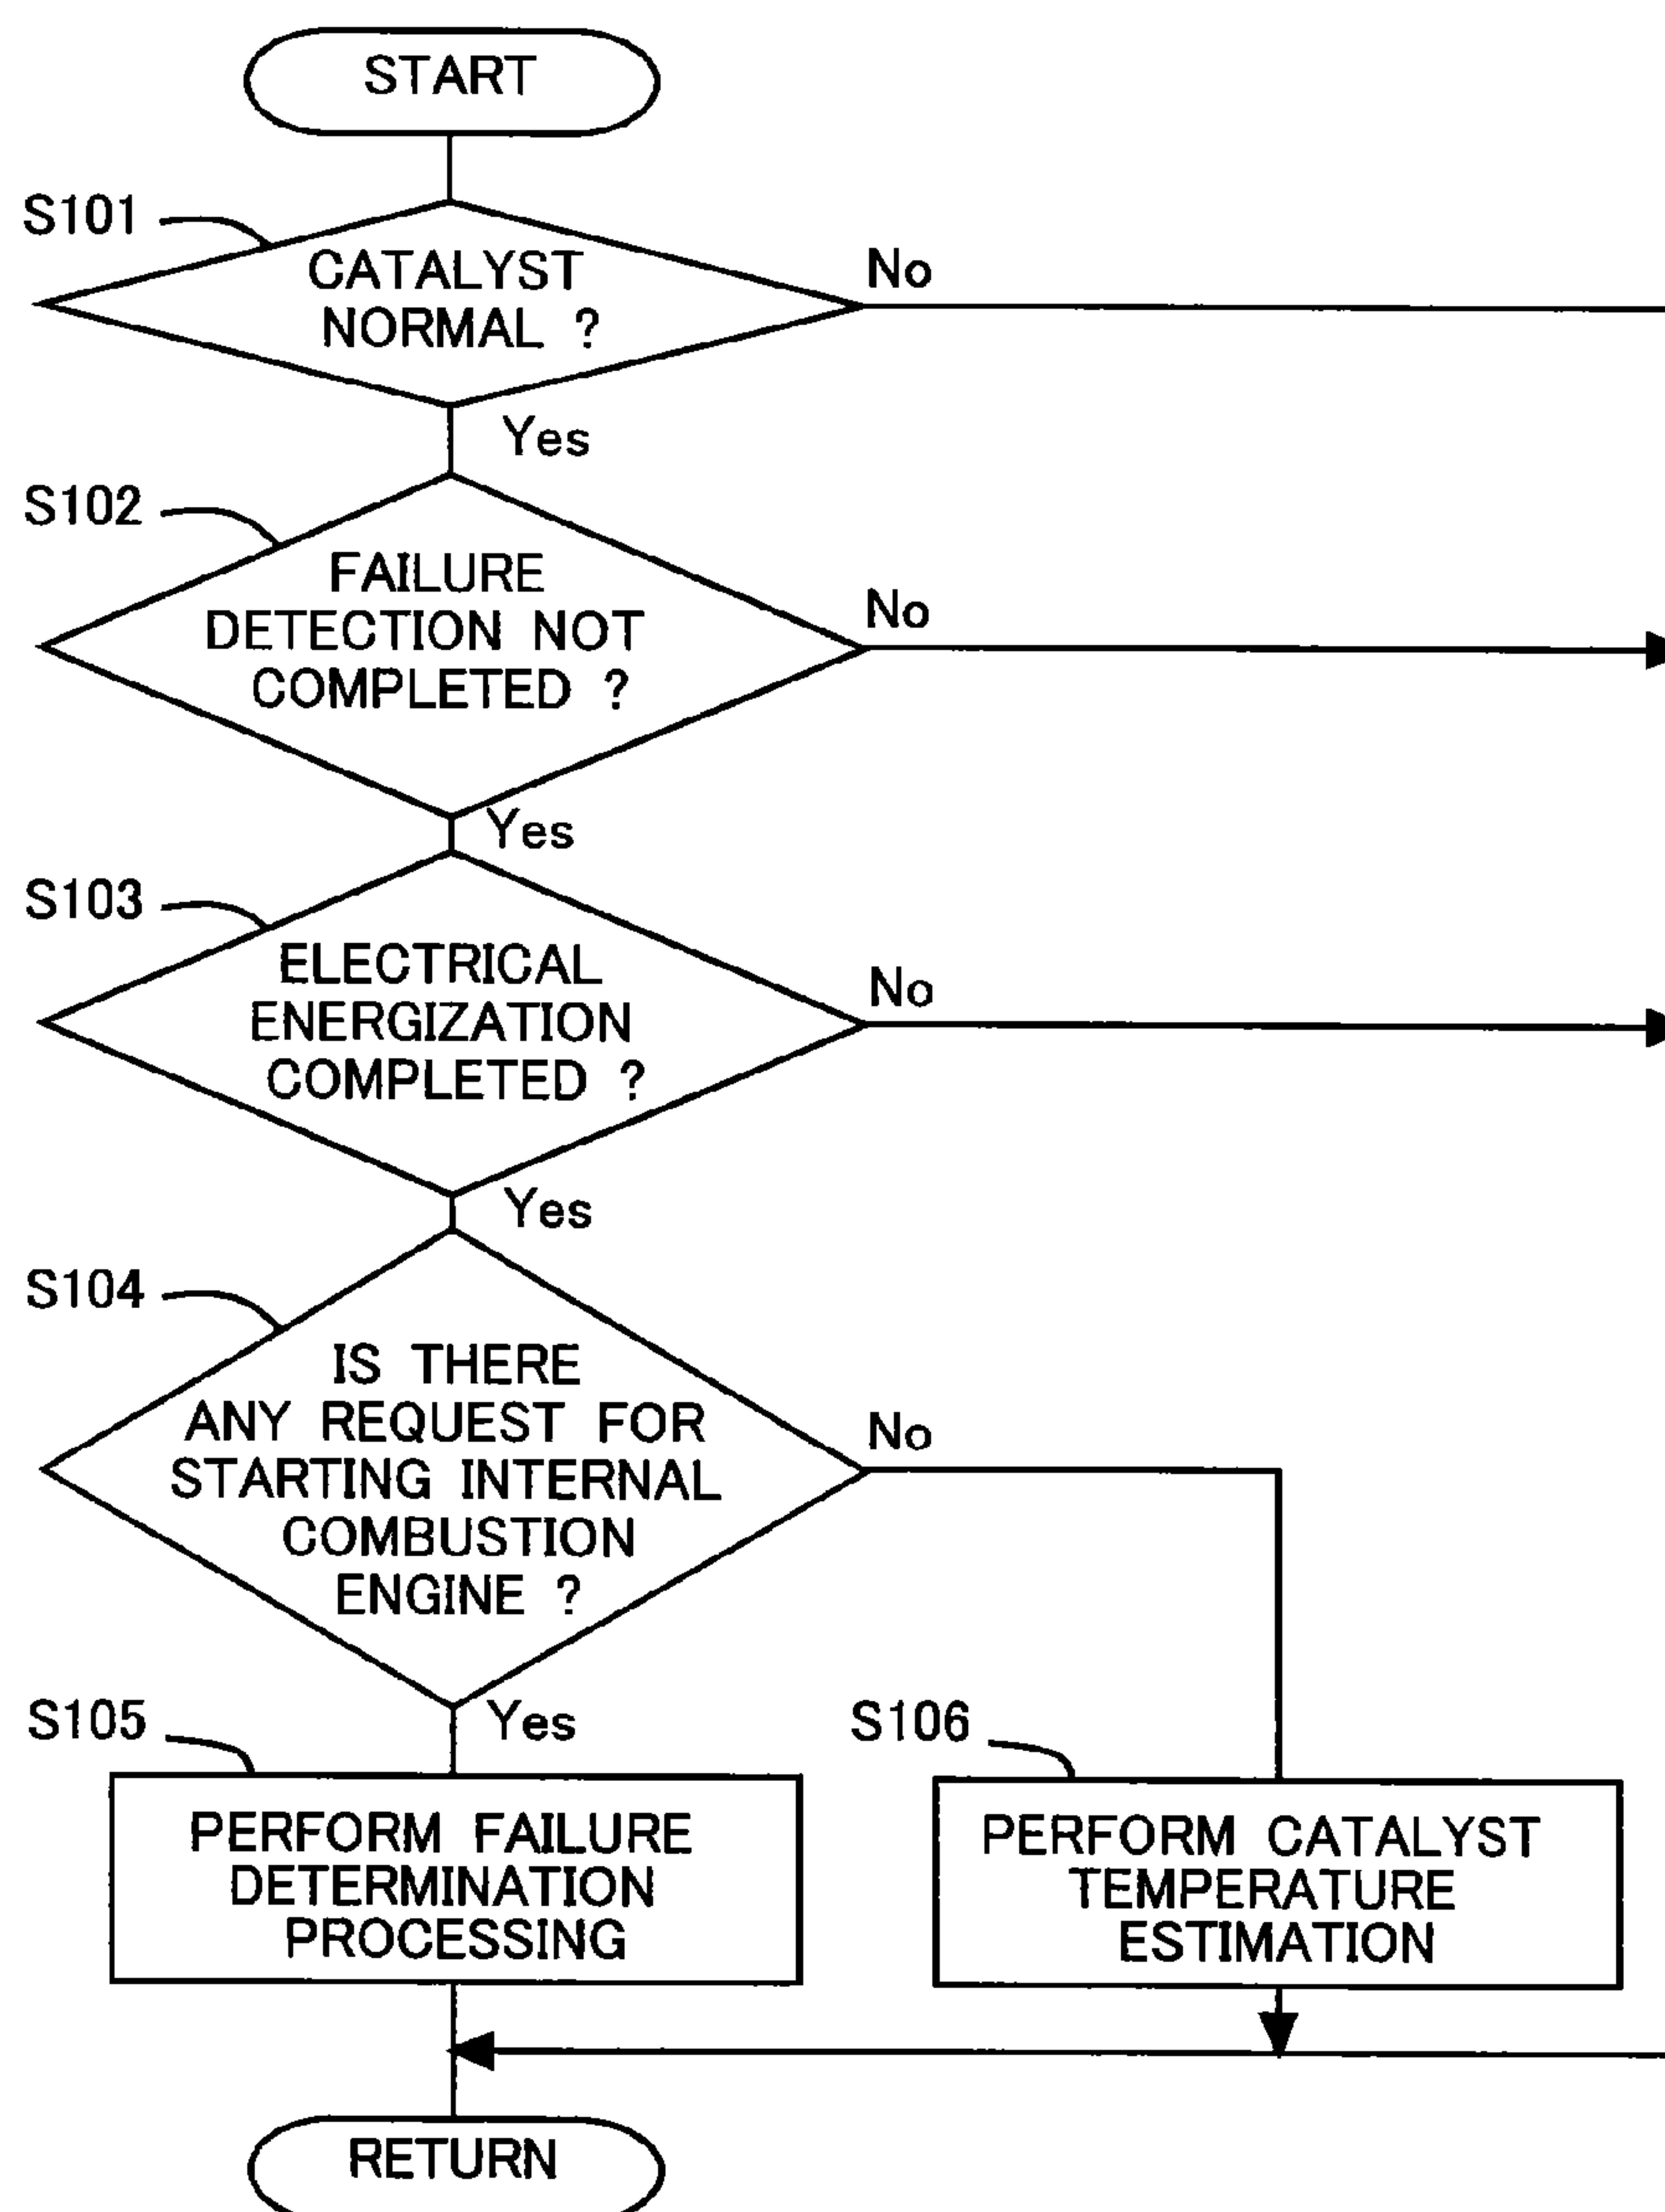 START
S101
CATALYST
NORMAL ?
No
Yes
S102
FAILURE
DETECTION NOT
COMPLETED ?
No
Yes
S103
ELECTRICAL
ENERGIZATION
COMPLETED ?
No
Yes
S104
IS THERE
ANY REQUEST FOR
STARTING INTERNAL
COMBUSTION
ENGINE ?
No
Yes
S105
PERFORM FAILURE
DETERMINATION
PROCESSING
S106
PERFORM CATALYST
TEMPERATURE
ESTIMATION
RETURN